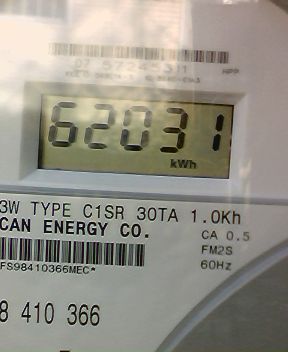 62031
kWh
3W TYPE C1SR 30TA 1.0Kh
CAN ENERGY CO.
CA 0.5
FM2S
60Hz
FS98410366MEC*
8 410 366